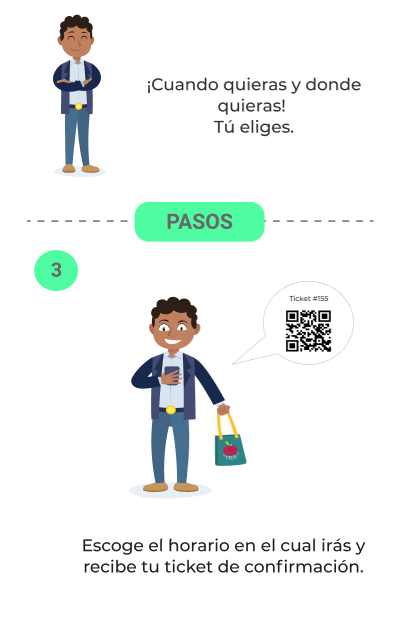 ¡Cuando quieras y donde
quieras!
Tú eliges.
PASOS
3
Ticket #155
Escoge el horario en el cual irás y
recibe tu ticket de confirmación.